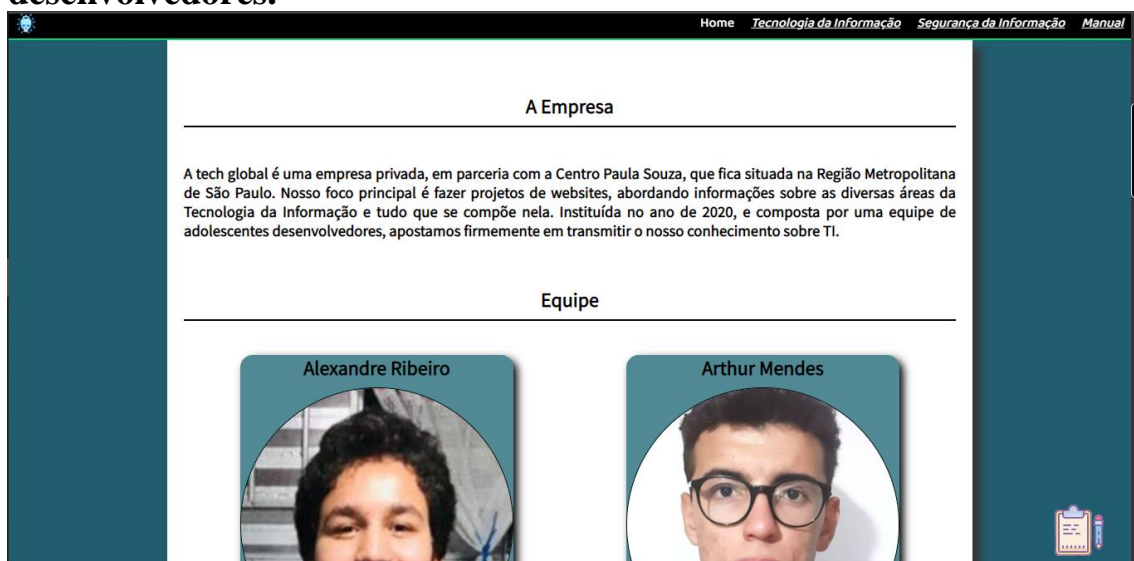 desenvolvedores.
Home Tecnologia da Informação Segurança da Informação Manual
A Empresa
A tech global é uma empresa privada, em parceria com a Centro Paula Souza, que fica situada na Região Metropolitana
de São Paulo. Nosso foco principal é fazer projetos de websites, abordando informações sobre as diversas áreas da
Tecnologia da Informação e tudo que se compõe nela. Instituída no ano de 2020, e composta por uma equipe de
adolescentes desenvolvedores, apostamos firmemente em transmitir o nosso conhecimento sobre TI.
Equipe
Alexandre Ribeiro Arthur Mendes